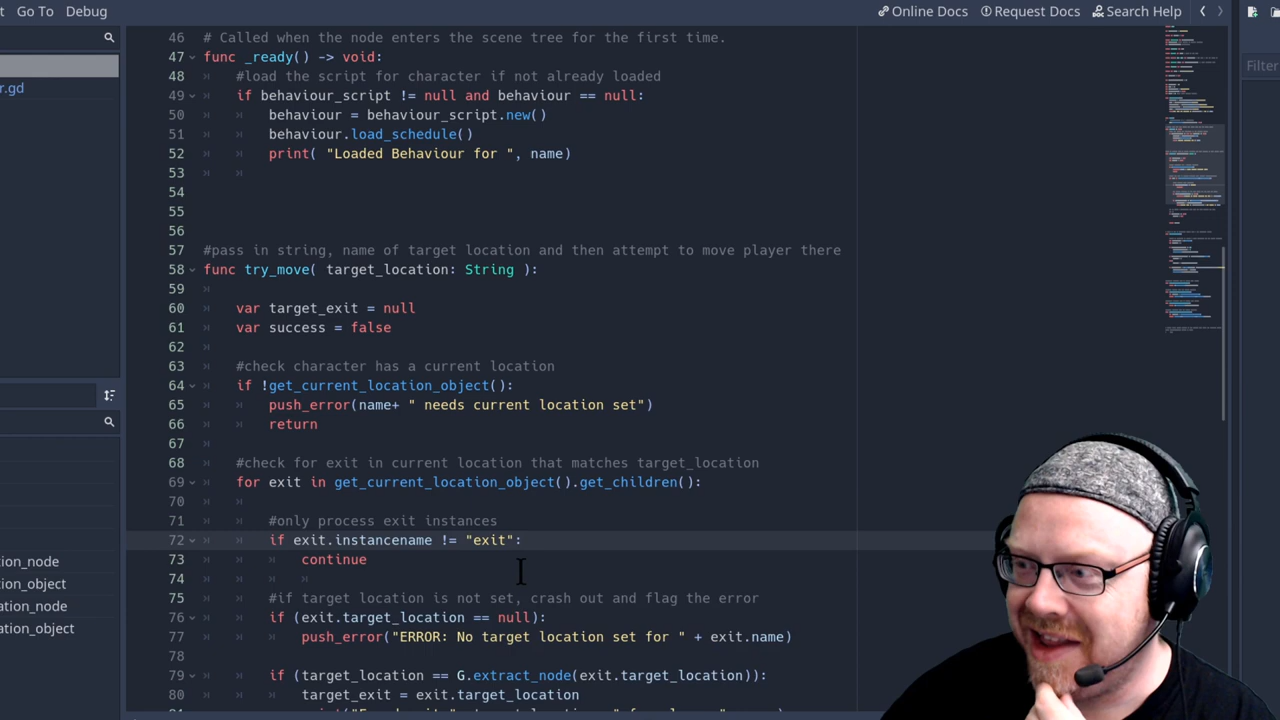 Go To Debug
Online Docs Request Docs Search Help
r.gd
Filter
46 # Called when the node enters the scene tree for the first time.
47 func _ready() -> void:
48 #load the script for character if not already loaded
49 if behaviour_script != null and behaviour == null:
50 behaviour = behaviour_script.new()
51 behaviour.load_schedule()
52 print( "Loaded Behaviour for ", name)
53
54
55
56
57 #pass in string, name of target location and then attempt to move player there
58 func try_move( target_location: String ):
59
60 var target_exit = null
61 var success = false
62
63 #check character has a current location
64 if !get_current_location_object():
65 push_error(name+ " needs current location set")
66 return
67
68 #check for exit in current location that matches target_location
69 for exit in get_current_location_object().get_children():
70
71 #only process exit instances
72 if exit.instancename != "exit":
73 continue
74
75 #if target location is not set, crash out and flag the error
76 if (exit.target_location == null):
77 push_error("ERROR: No target location set for " + exit.name)
78
79 if (target_location == G.extract_node(exit.target_location)):
80 target_exit = exit.target_location
tion_node
ation_object
ation_node
ation_object